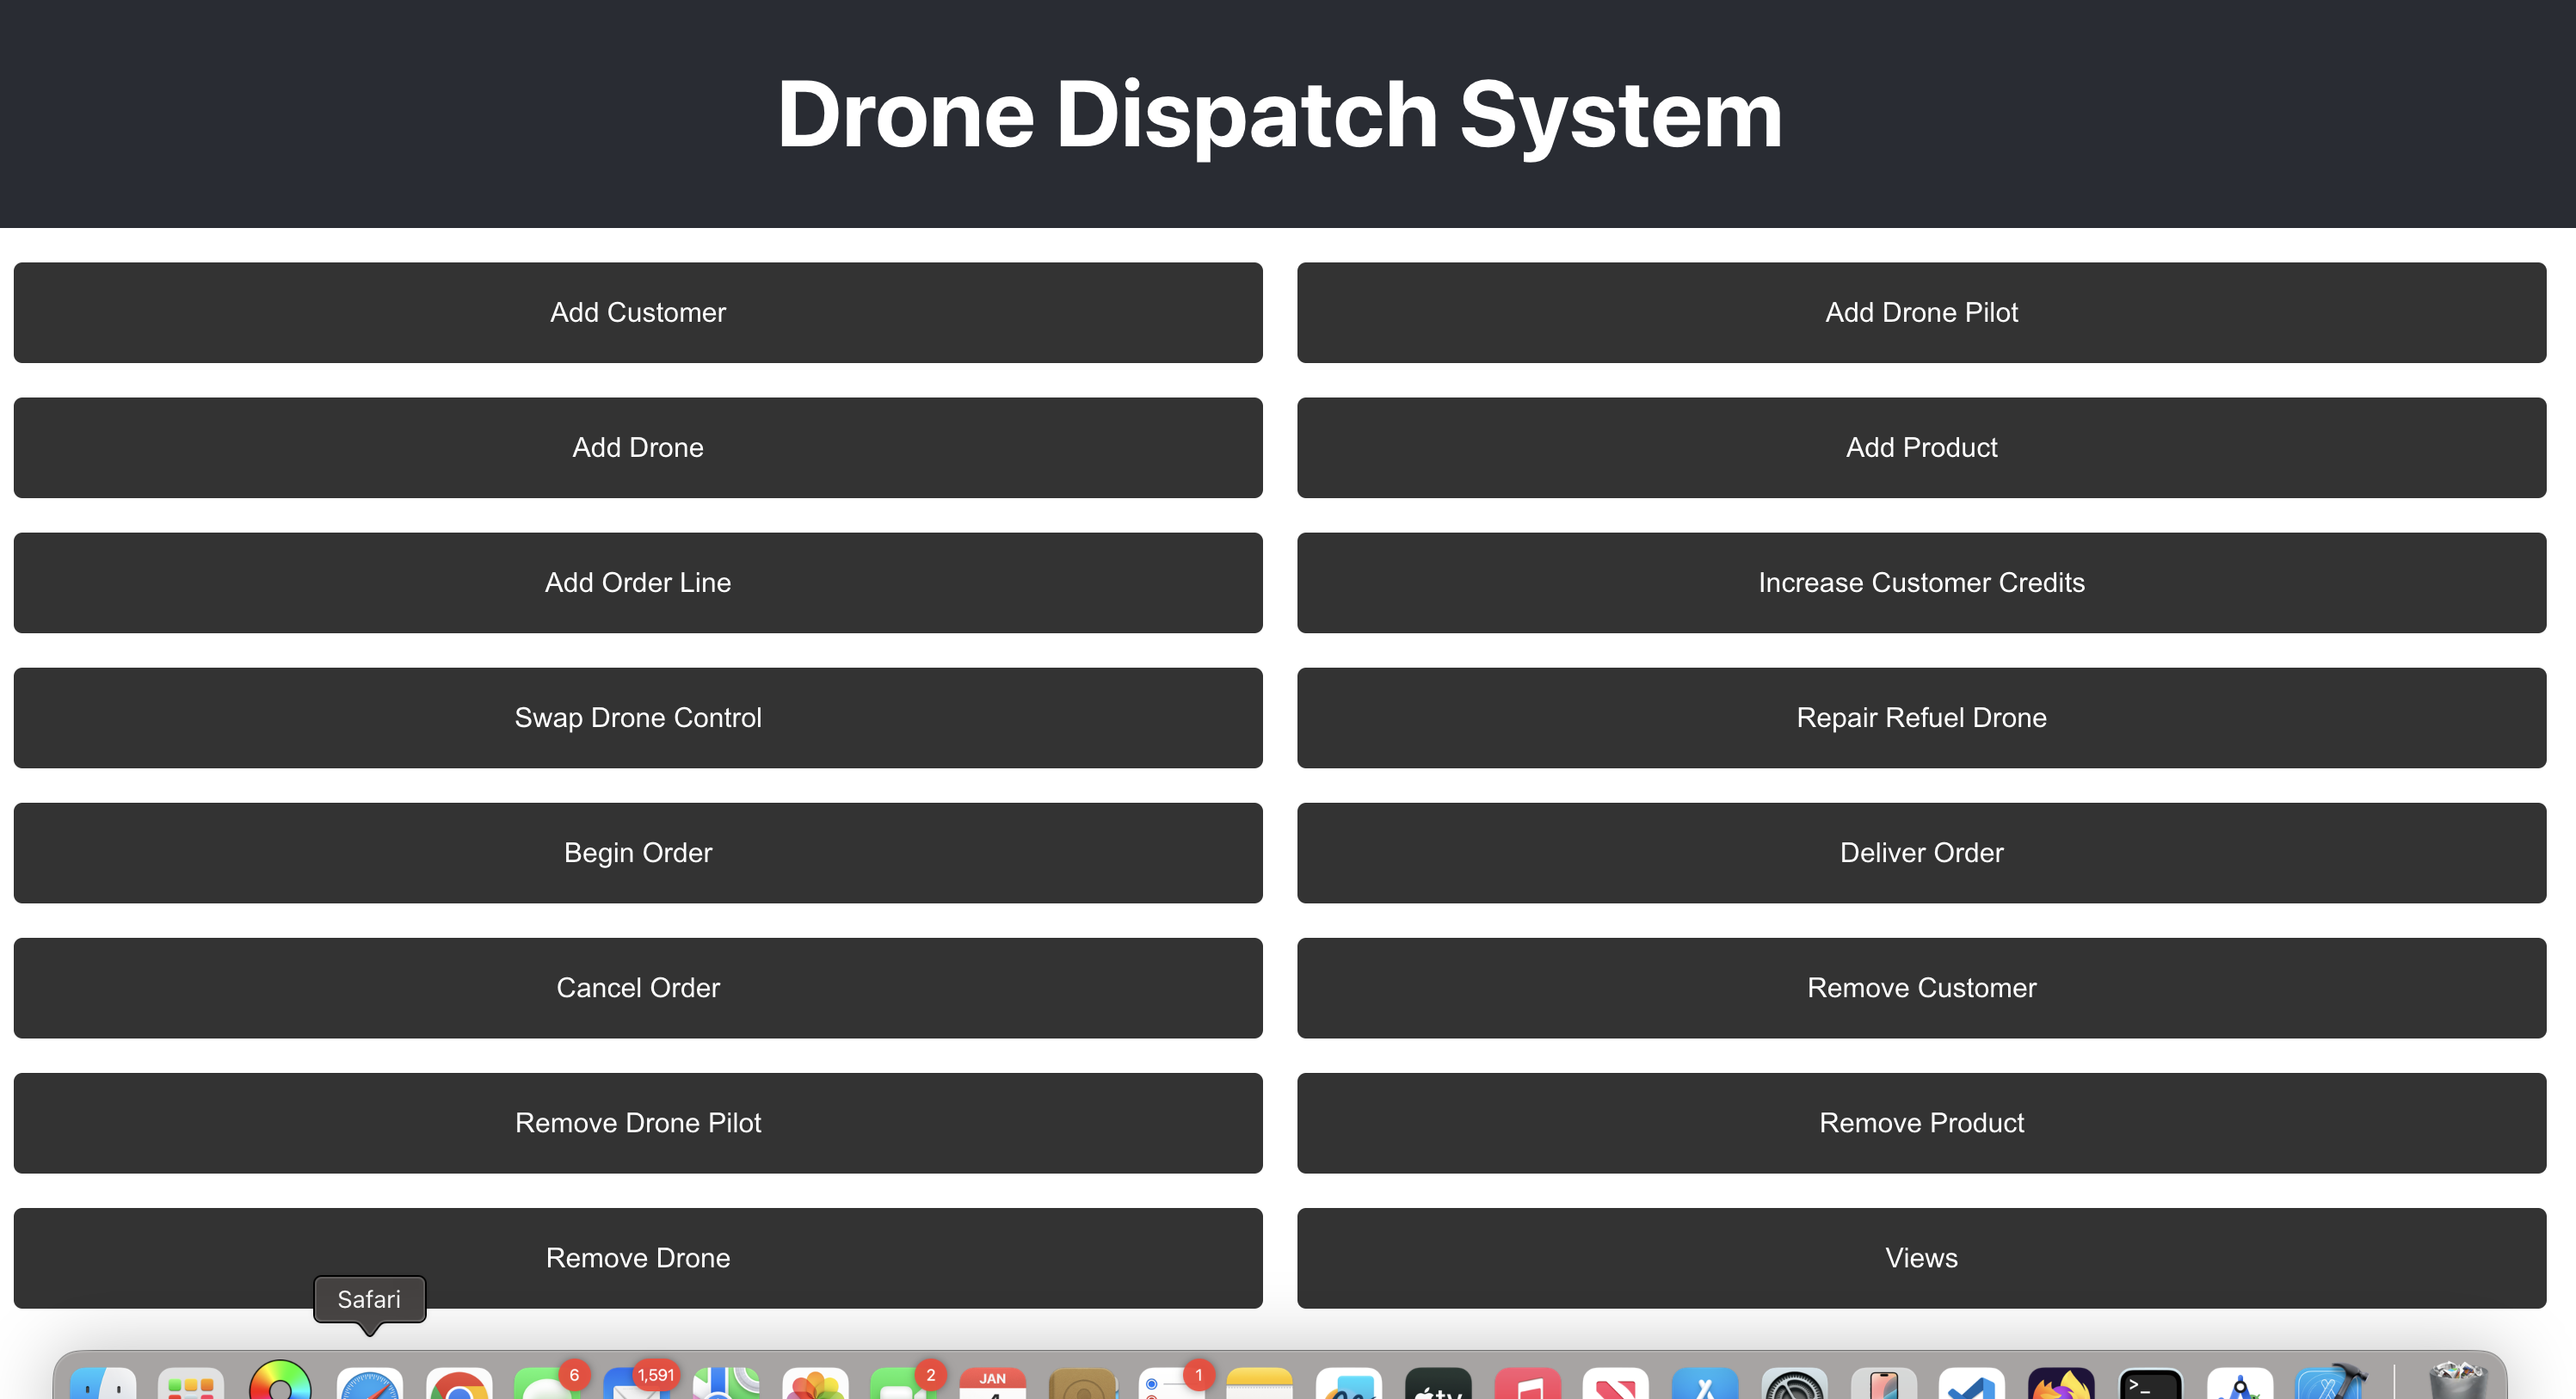 Drone Dispatch System
Add Customer
Add Drone Pilot
Add Drone
Add Product
Add Order Line
Increase Customer Credits
Swap Drone Control
Repair Refuel Drone
Begin Order
Deliver Order
Cancel Order
Remove Customer
Remove Drone Pilot
Remove Product
Remove Drone
Views
Safari
6
1,591
2
JAN
1
tv
>_